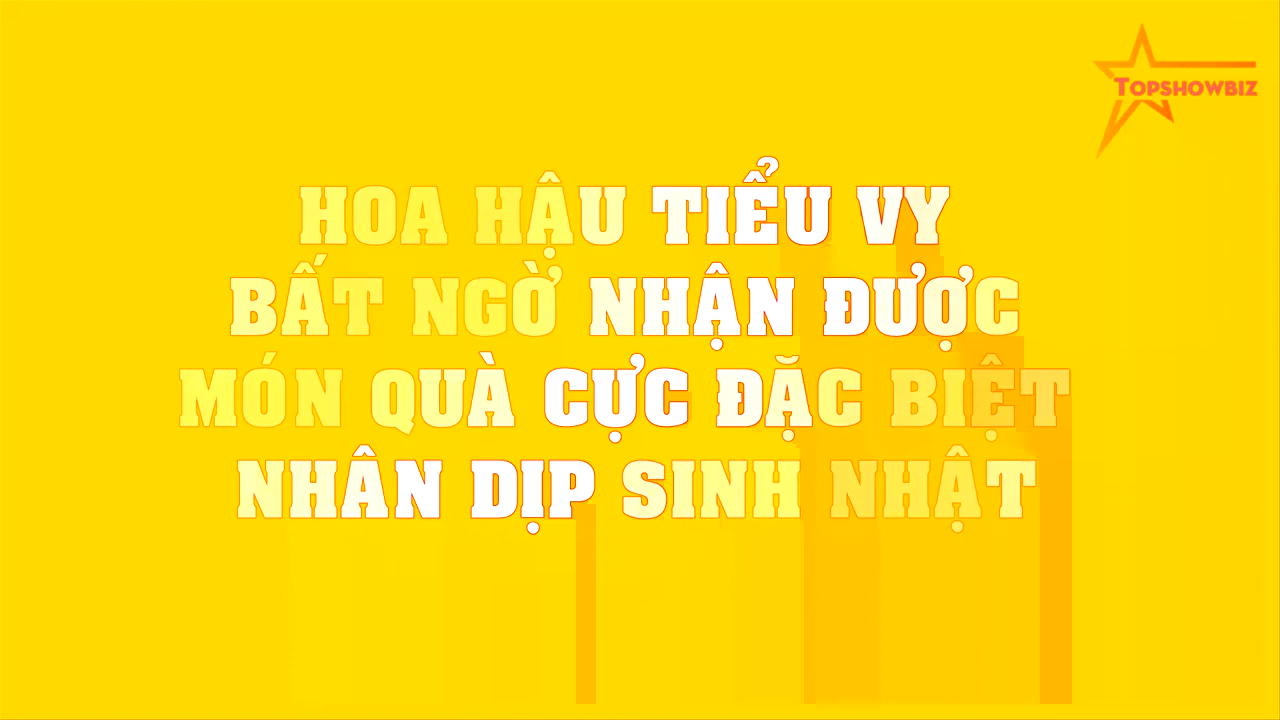 TOPSHOWBIZ
HOA HẬU TIỂU VY
BẤT NGỜ NHẬN ĐƯỢC
MÓN QUÀ CỰC ĐẶC BIỆT
NHÂN DỊP SINH NHẬT